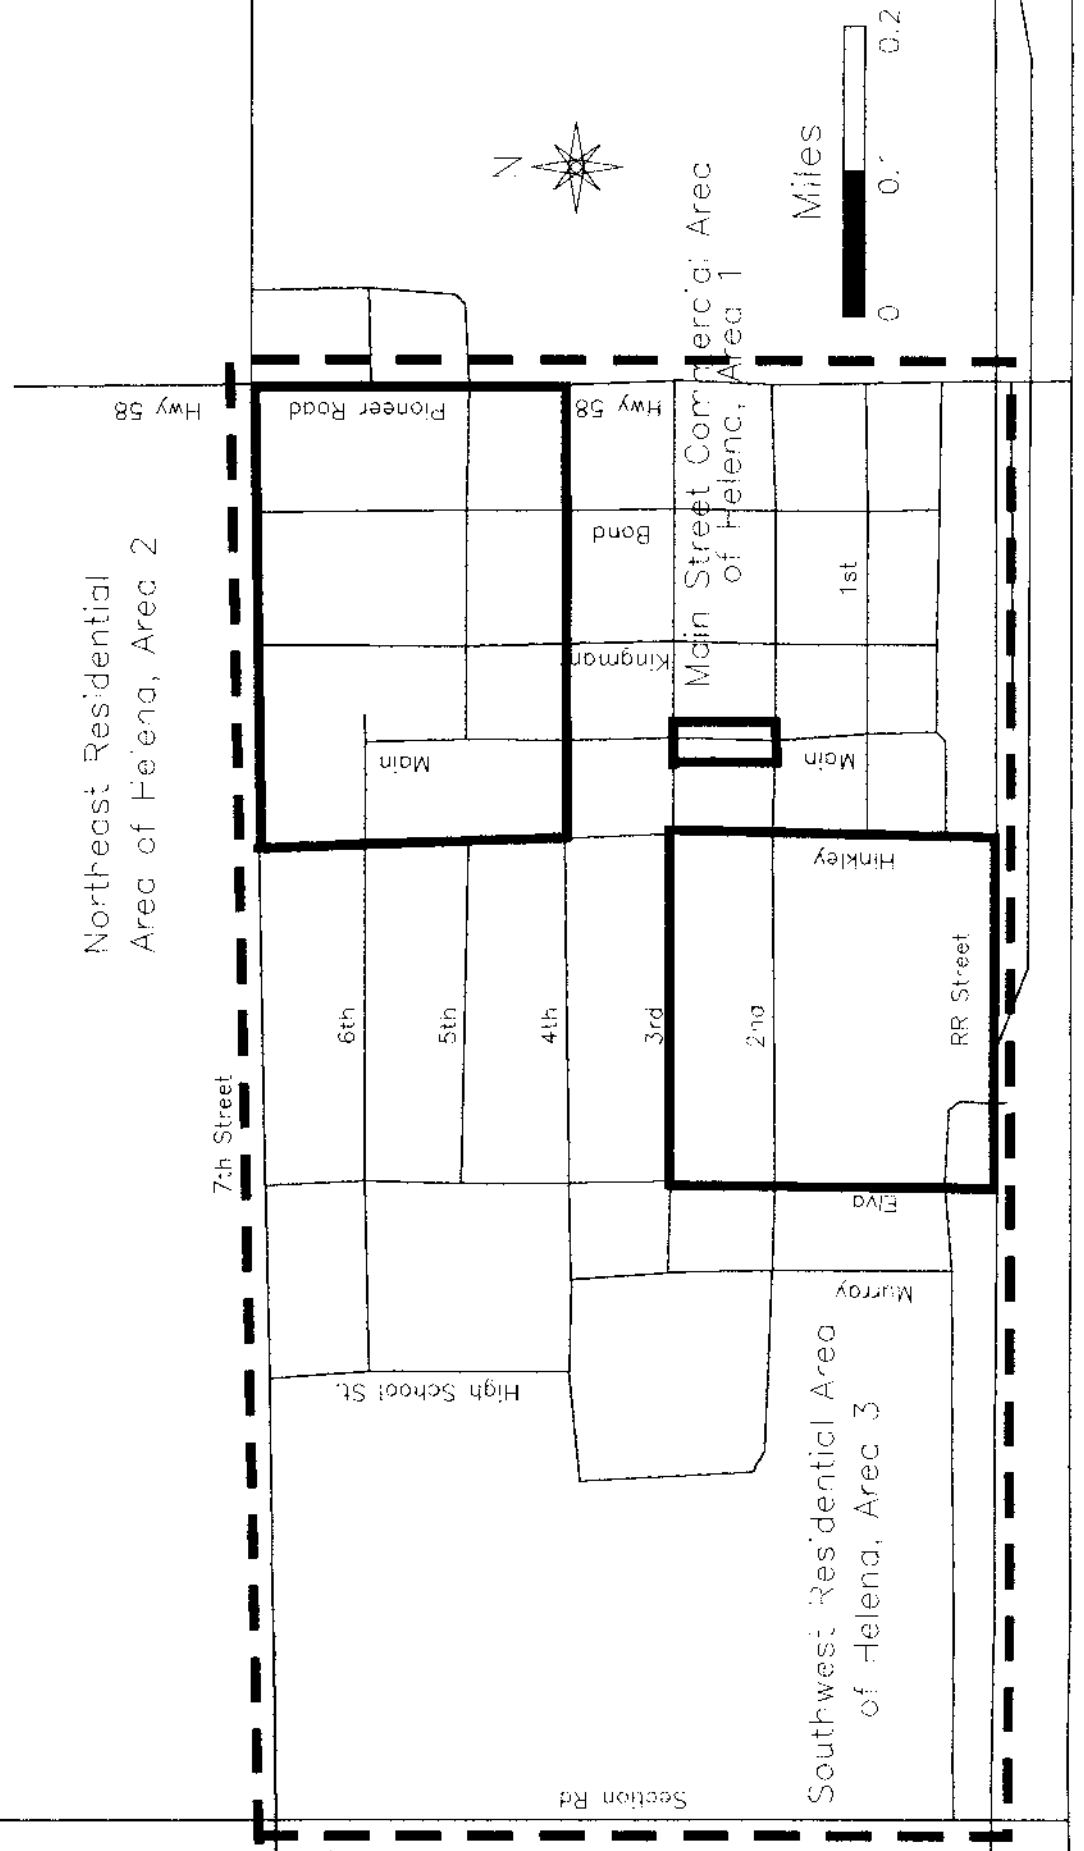 Northeast Residential
Area of Helena, Area 2
Hwy 58
Pioneer Road
Hwy 58
Bond
Kingman
Main
Main
Main Street Commercial Area
of Helena, Area 1
N
Miles
0
0.2
1st
Hinkley
7th Street
6th
5th
4th
3rd
2nd
RR Street
Elva
Murray
High School St.
Southwest Residential Area
of Helena, Area 3
Section Rd